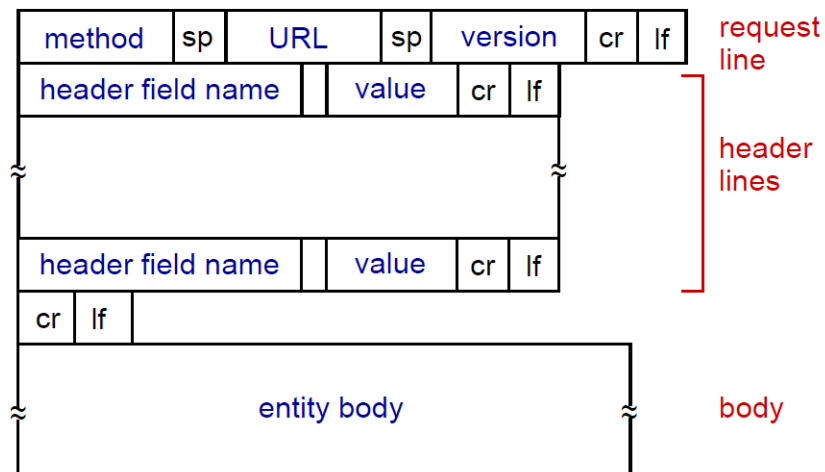 method sp URL sp version cr lf request line
header field name value cr lf
header lines
header field name value cr lf
cr lf
entity body body